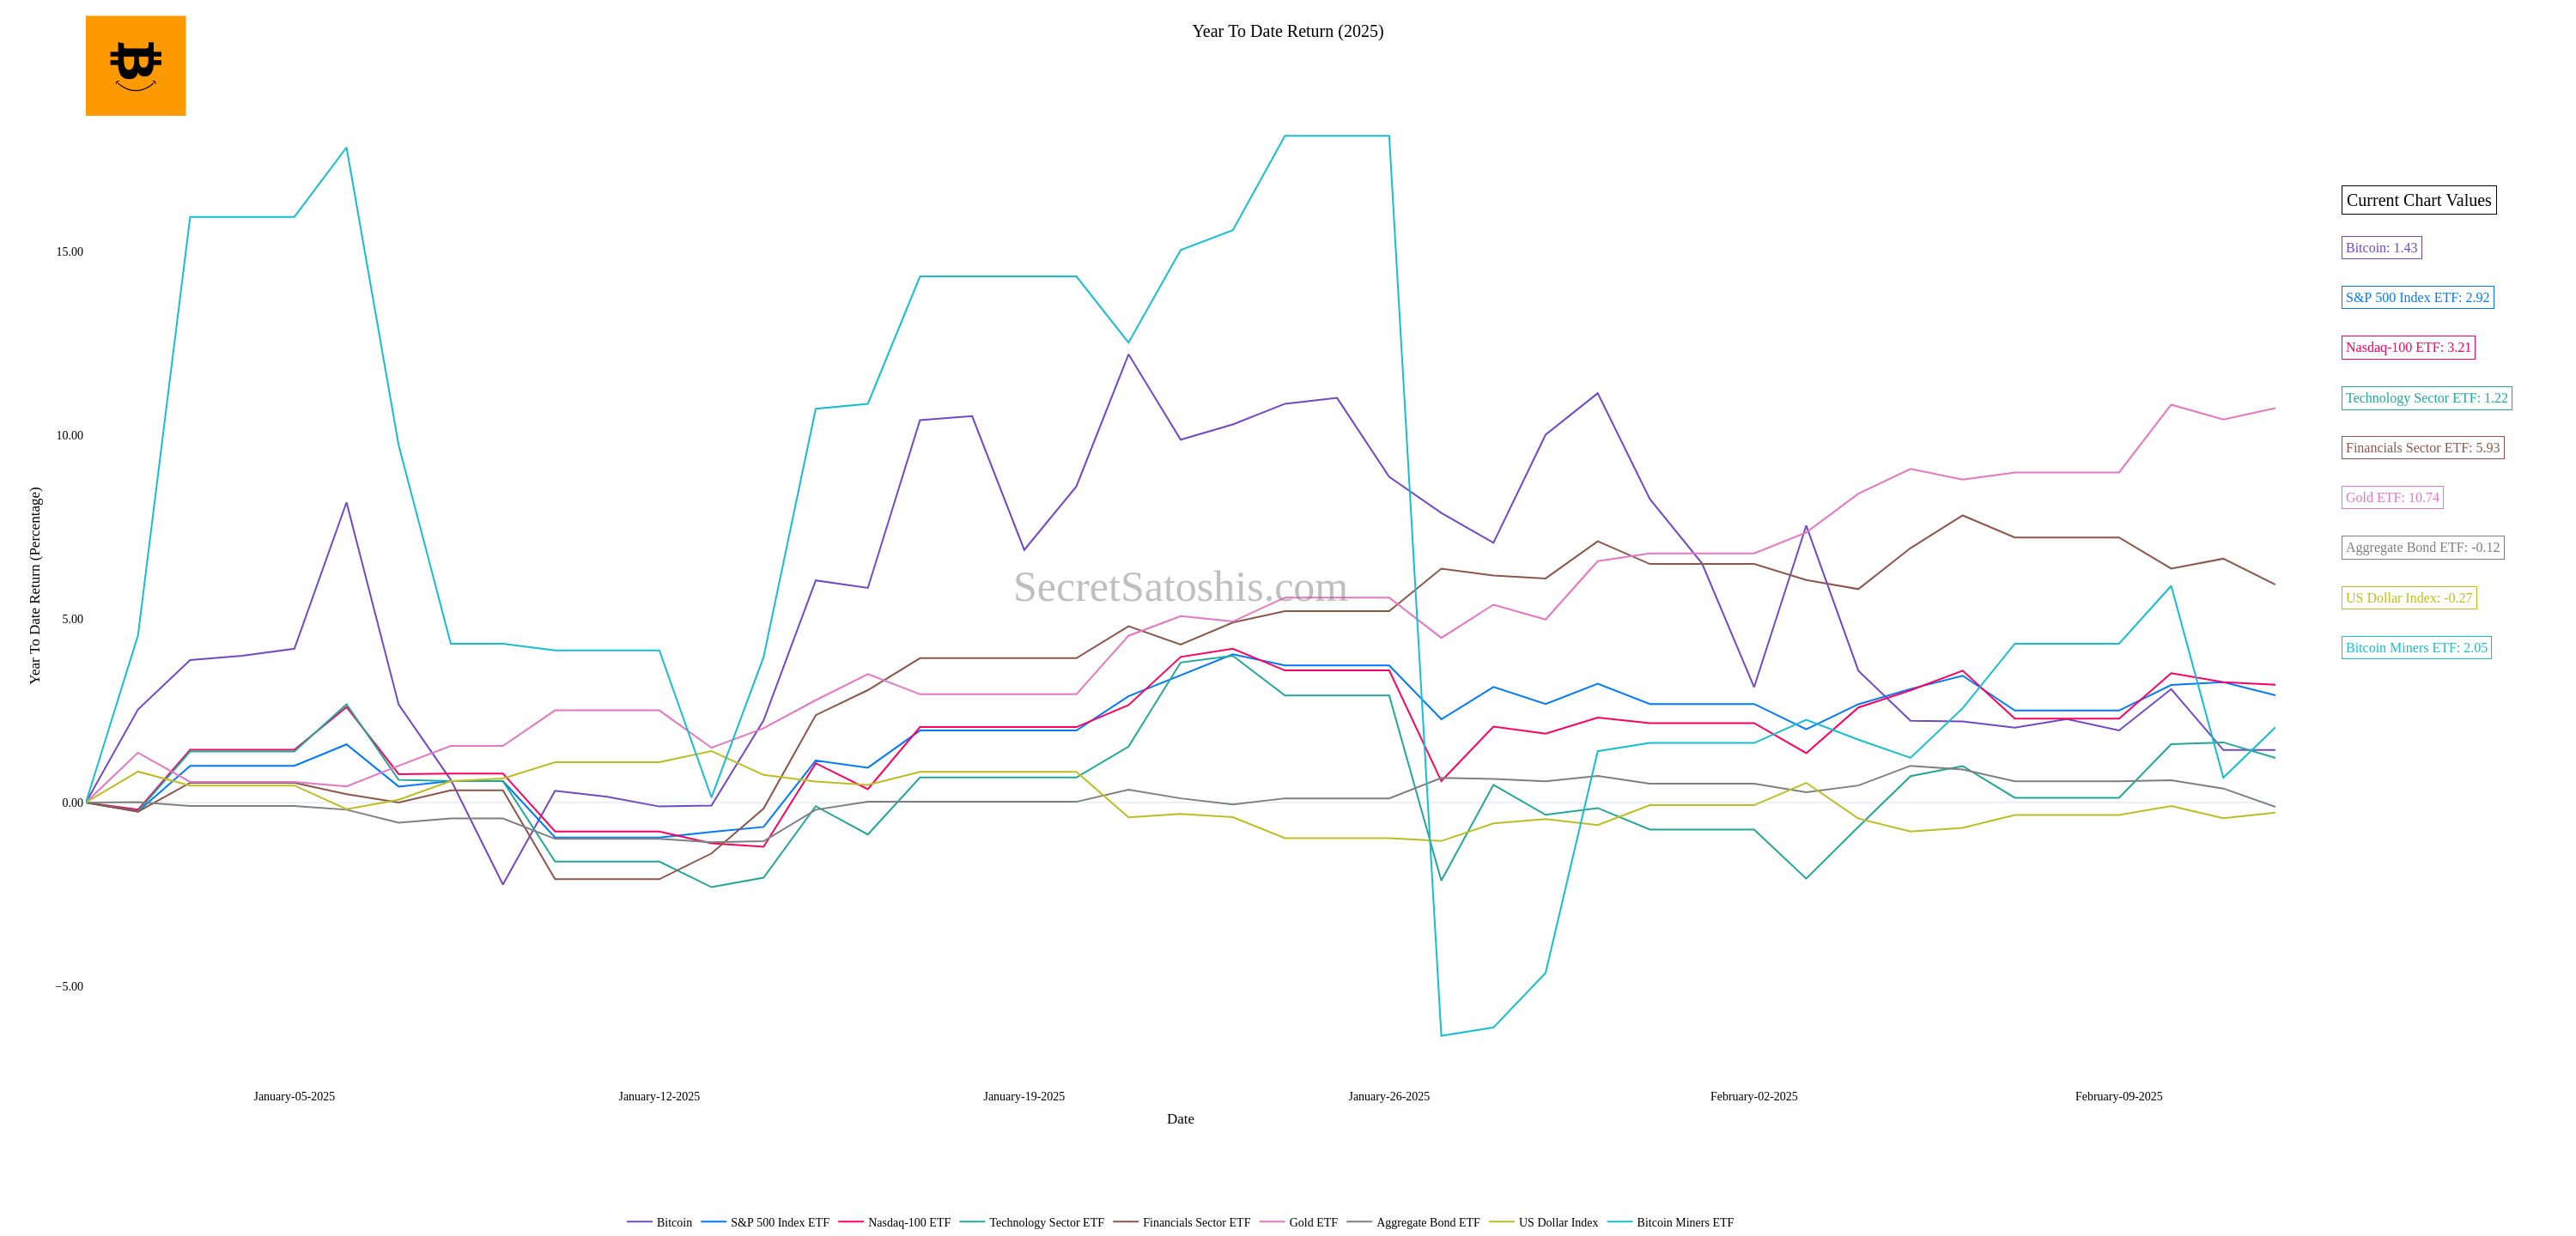 Year To Date Return (2025)
Current Chart Values
Bitcoin: 1.43
S&P 500 Index ETF: 2.92
Nasdaq-100 ETF: 3.21
Technology Sector ETF: 1.22
Financials Sector ETF: 5.93
Gold ETF: 10.74
Aggregate Bond ETF: -0.12
US Dollar Index: -0.27
Bitcoin Miners ETF: 2.05
Year To Date Return (Percentage)
15.00
10.00
5.00
0.00
−5.00
SecretSatoshis.com
January-05-2025 January-12-2025 January-19-2025 January-26-2025 February-02-2025 February-09-2025
Date
Bitcoin S&P 500 Index ETF Nasdaq-100 ETF Technology Sector ETF Financials Sector ETF Gold ETF Aggregate Bond ETF US Dollar Index Bitcoin Miners ETF